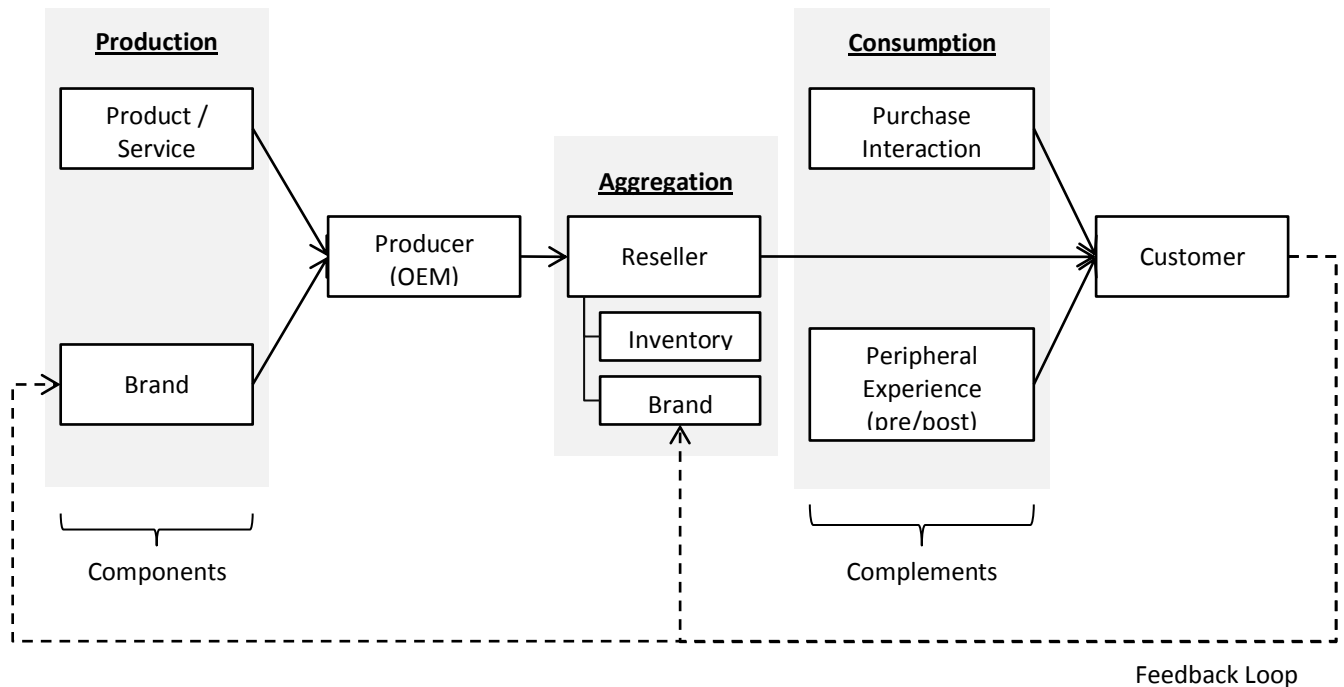 Production
Product /
Service
Brand
Components
Producer
(OEM)
Aggregation
Reseller
Inventory
Brand
Consumption
Purchase
Interaction
Peripheral
Experience
(pre/post)
Complements
Customer
Feedback Loop